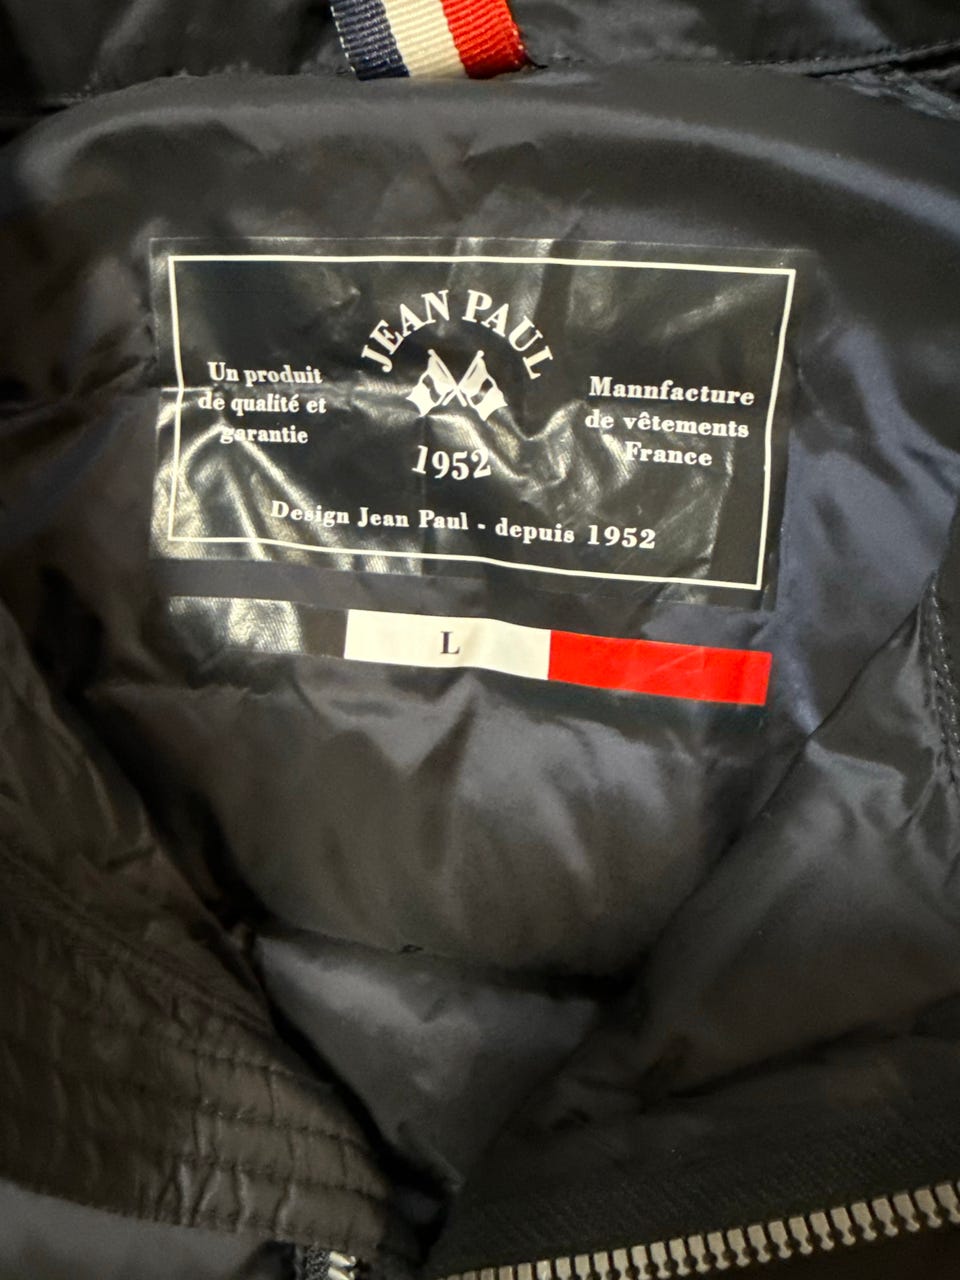 JEAN PAUL
Un produit
de qualité et
garantie
1952
Mannfacture
de vêtements
France
Design Jean Paul - depuis 1952
L